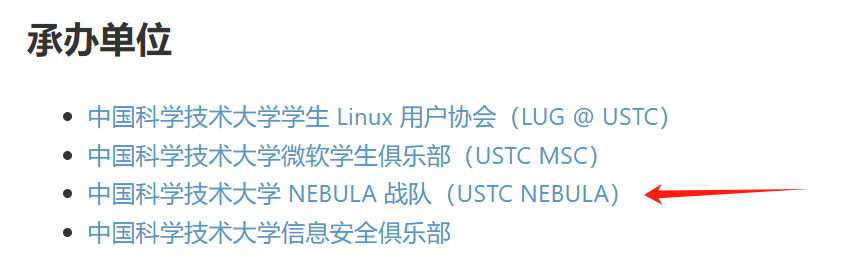 承办单位
中国科学技术大学学生 Linux 用户协会（LUG @ USTC）
中国科学技术大学微软学生俱乐部（USTC MSC）
中国科学技术大学 NEBULA 战队（USTC NEBULA）
中国科学技术大学信息安全俱乐部